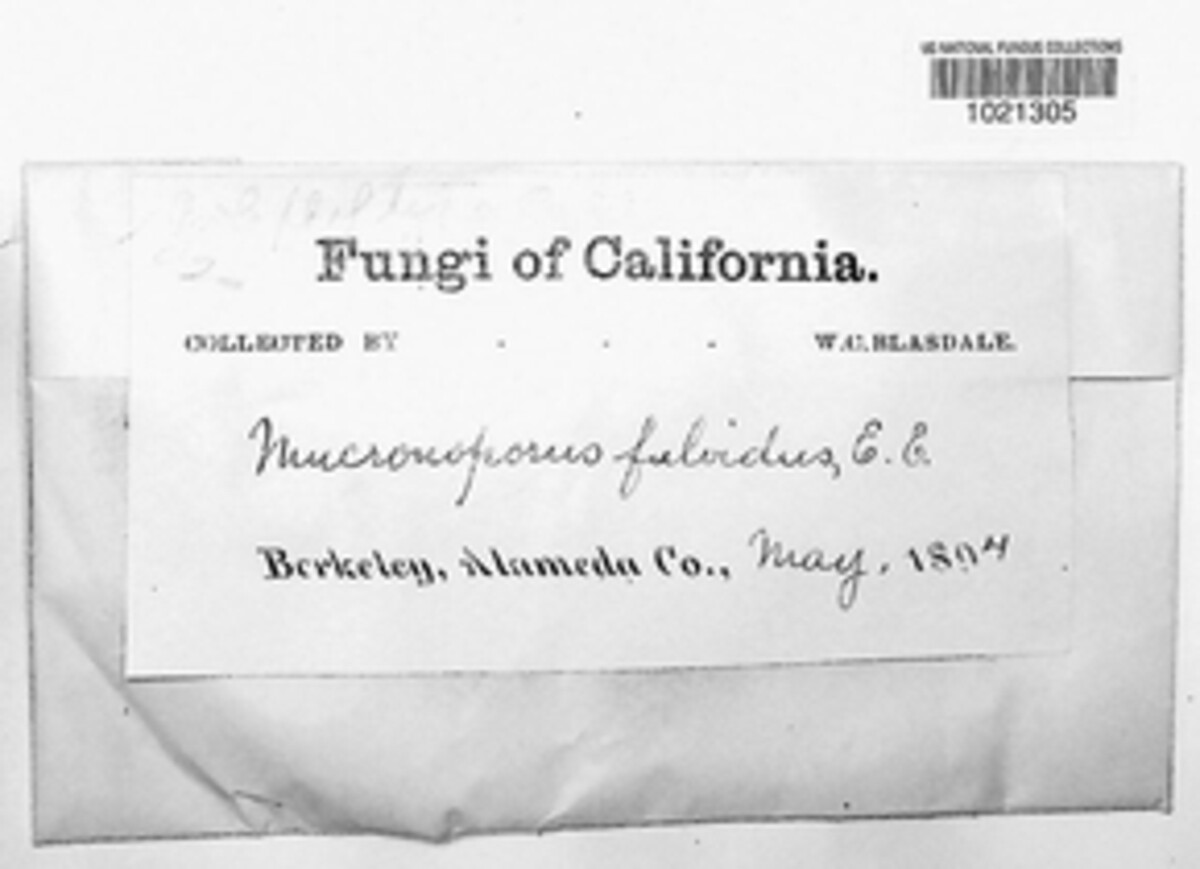 US NATIONAL FUNGUS COLLECTIONS
1021305
Fungi of California.
COLLECTED BY . . . W.C.BLASDALE.
Mucronoporus fulvidus, E. E.
Berkeley, Alameda Co., May, 1894